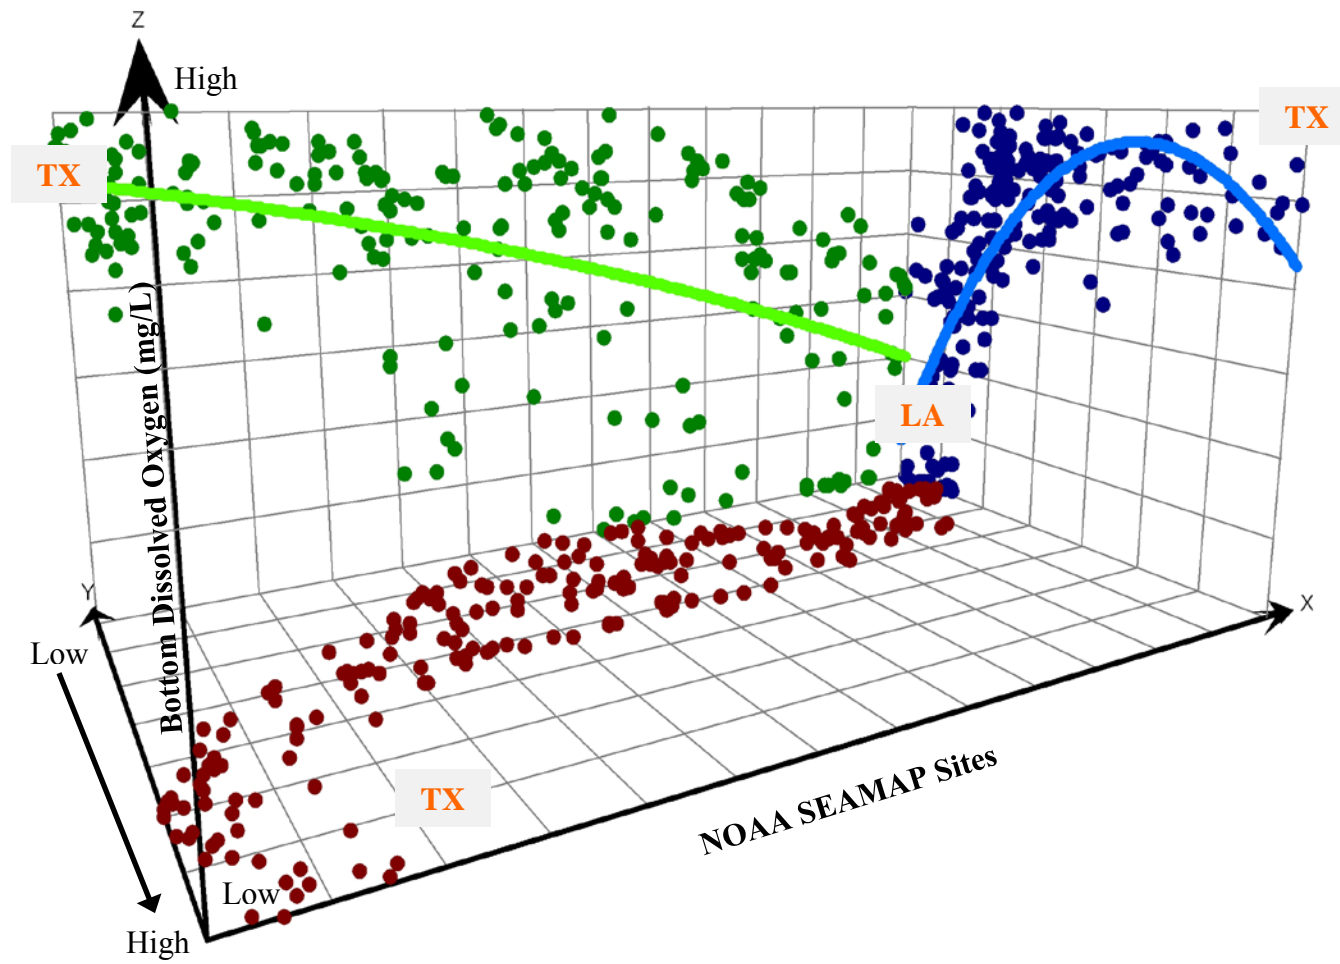 Z
High
TX
TX
Bottom Dissolved Oxygen (mg/L)
LA
Y
X
Low
TX
NOAA SEAMAP Sites
Low
High